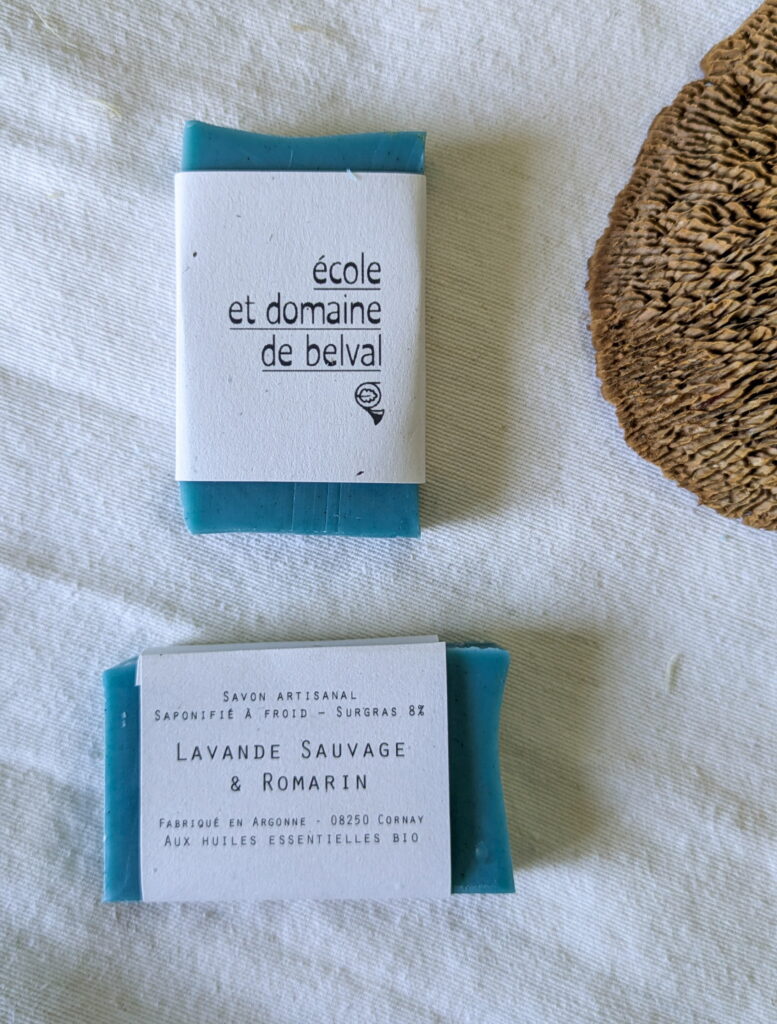 école
et domaine
de belval
Savon artisanal
Saponifié à froid – Surgras 8%
Lavande Sauvage
& Romarin
Fabriqué en Argonne - 08250 Cornay
Aux huiles essentielles bio